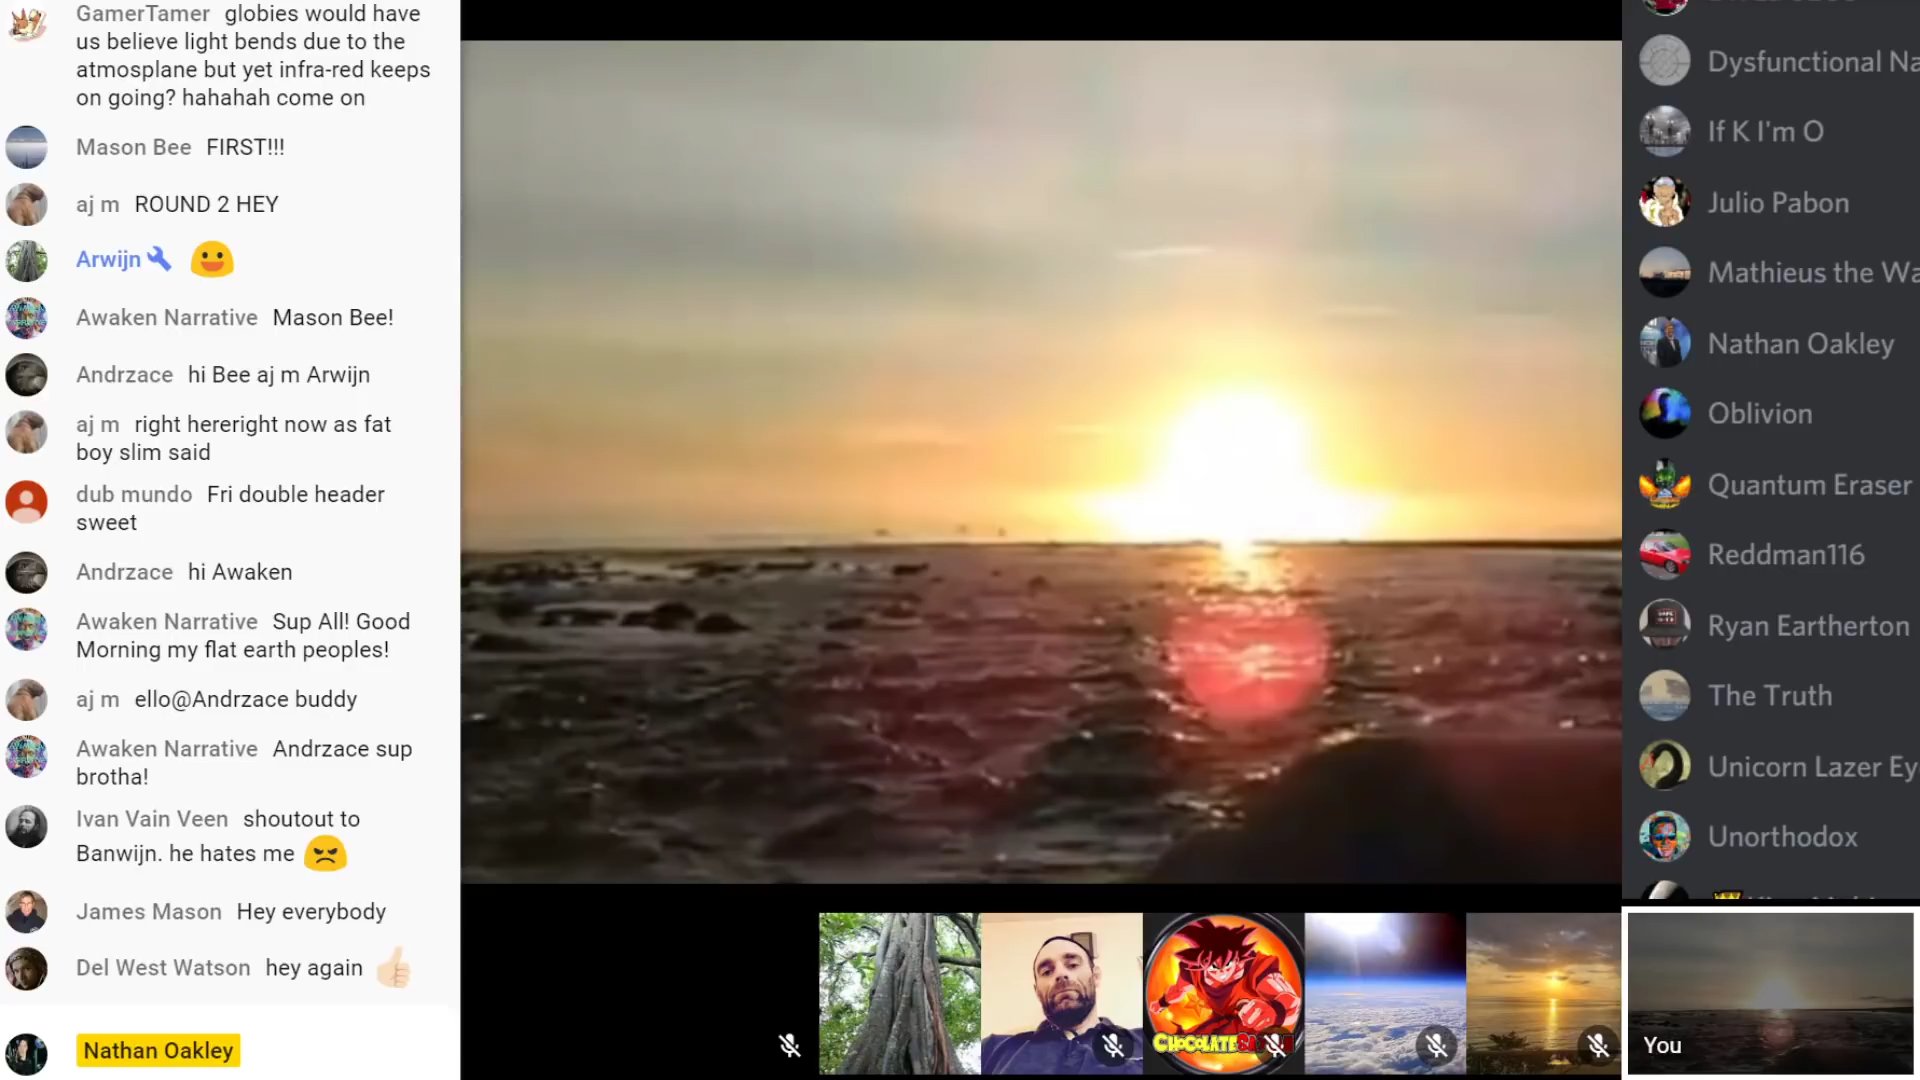 GamerTamer globies would have
us believe light bends due to the
atmosplane but yet infra-red keeps
on going? hahahah come on
Mason Bee FIRST!!!
aj m ROUND 2 HEY
Arwijn
Awaken Narrative Mason Bee!
Andrzace hi Bee aj m Arwijn
aj m right hereright now as fat
boy slim said
dub mundo Fri double header
sweet
Andrzace hi Awaken
Awaken Narrative Sup All! Good
Morning my flat earth peoples!
aj m ello@Andrzace buddy
Awaken Narrative Andrzace sup
brotha!
Ivan Vain Veen shoutout to
Banwijn. he hates me
James Mason Hey everybody
Del West Watson hey again
Nathan Oakley
Dysfunctional Na
If K I'm O
Julio Pabon
Mathieus the Wa
Nathan Oakley
Oblivion
Quantum Eraser
Reddman116
Ryan Eartherton
The Truth
Unicorn Lazer Ey
Unorthodox
You